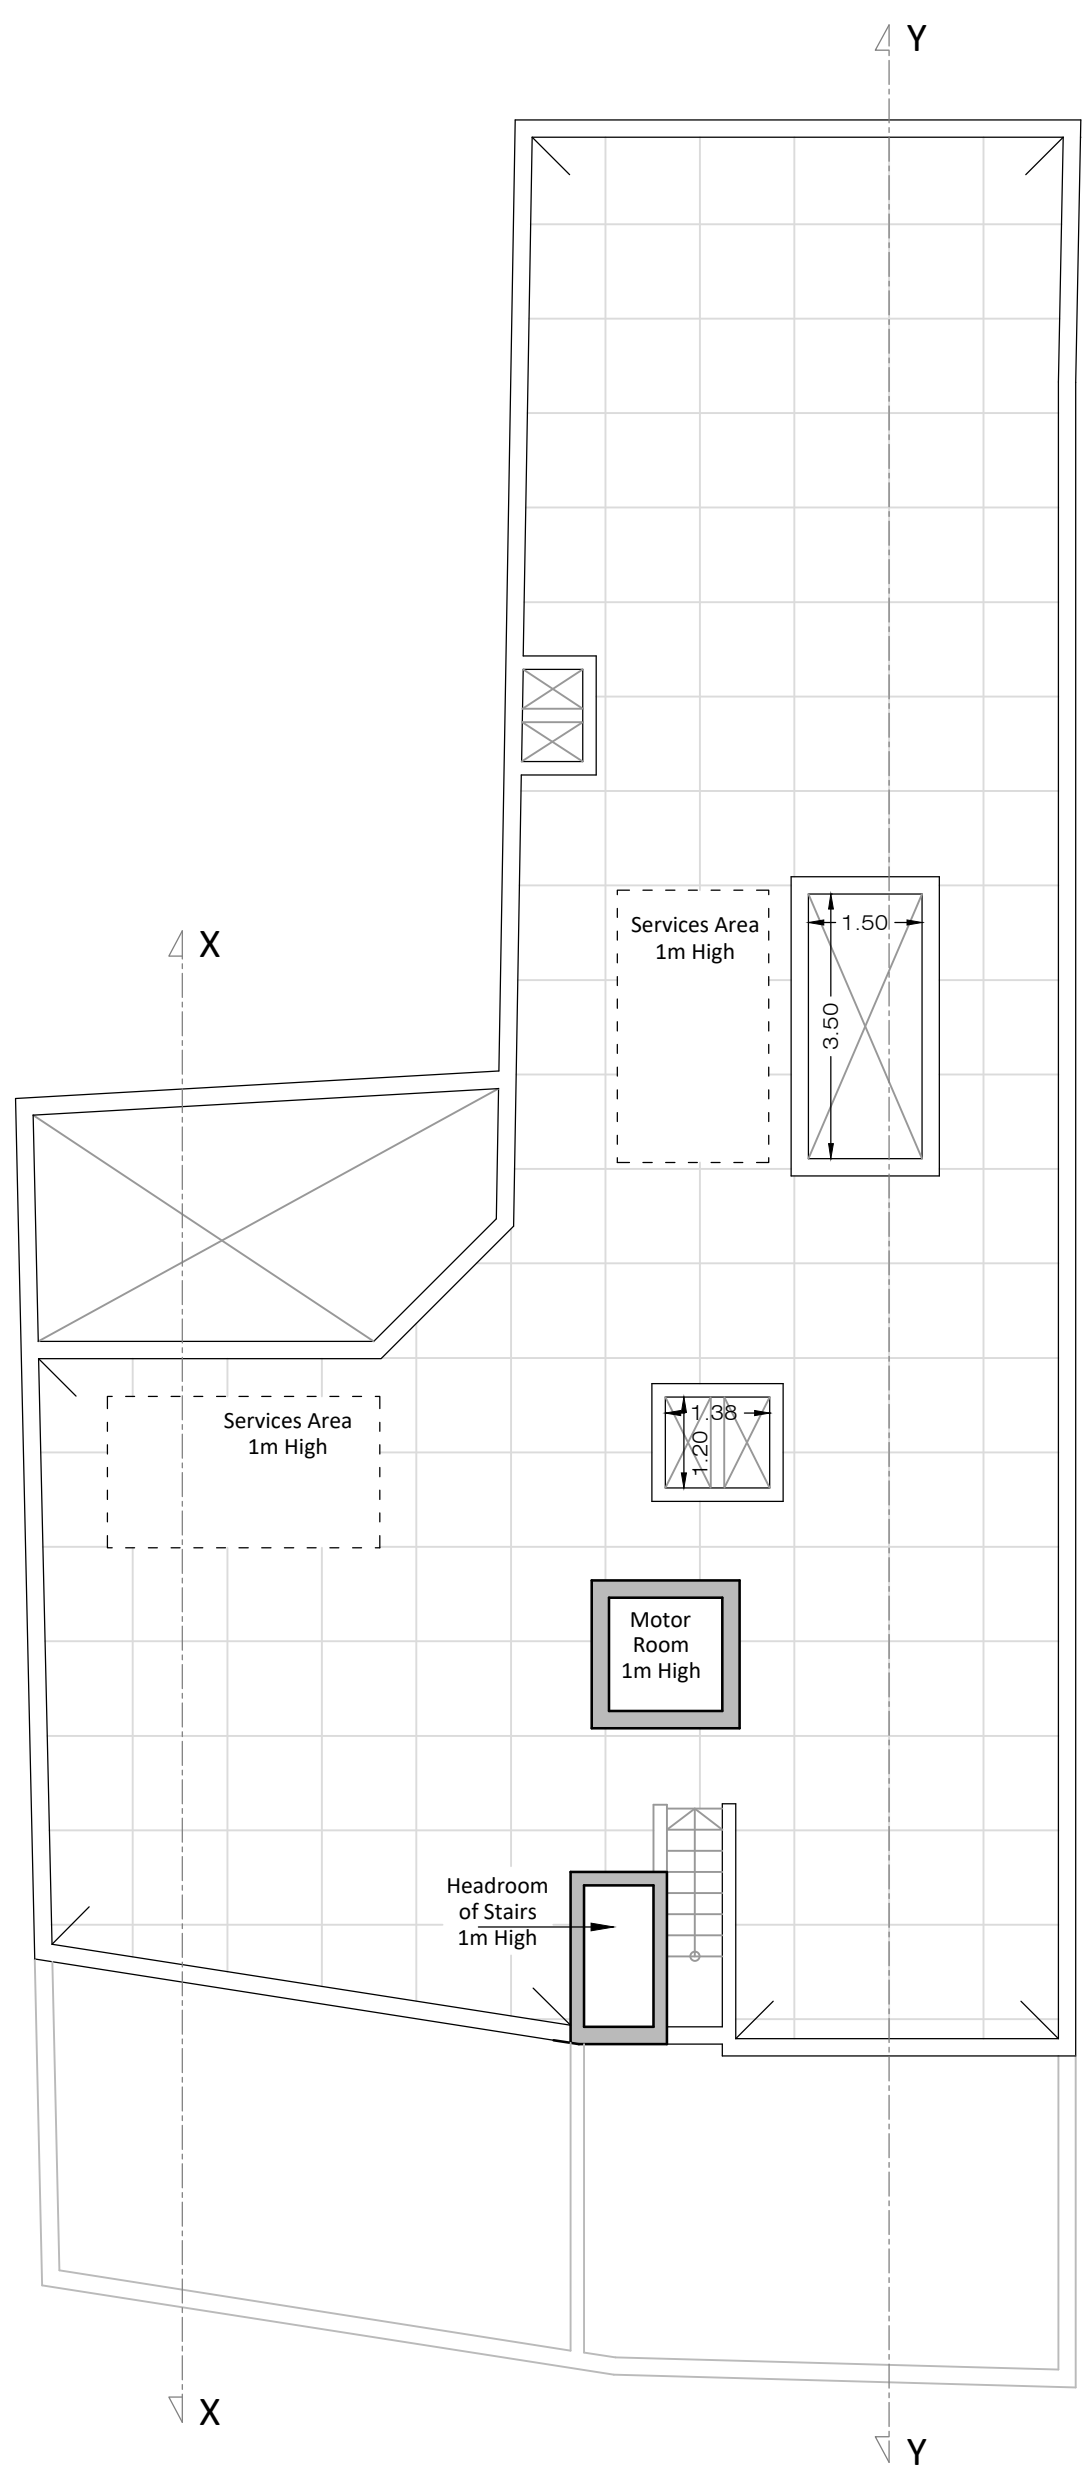 Y
Services Area
1m High
1.50
3.50
X
Services Area
1m High
1.38
1.20
Motor
Room
1m High
Headroom
of Stairs
1m High
X
Y